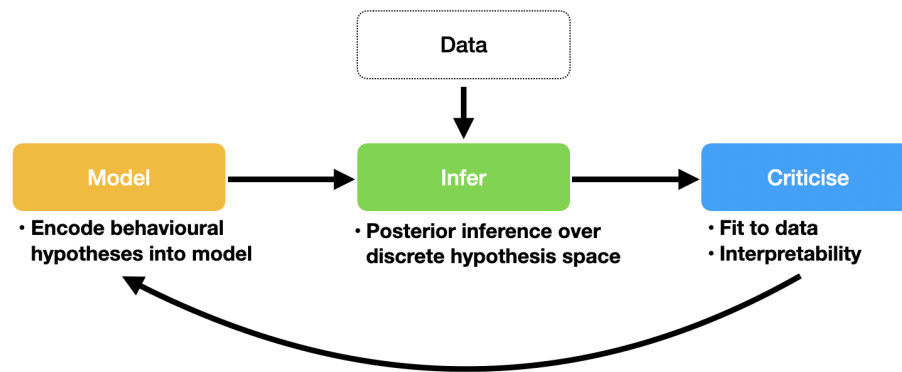 Data
Model
Infer
Criticise
· Encode behavioural
hypotheses into model
· Posterior inference over
discrete hypothesis space
· Fit to data
· Interpretability